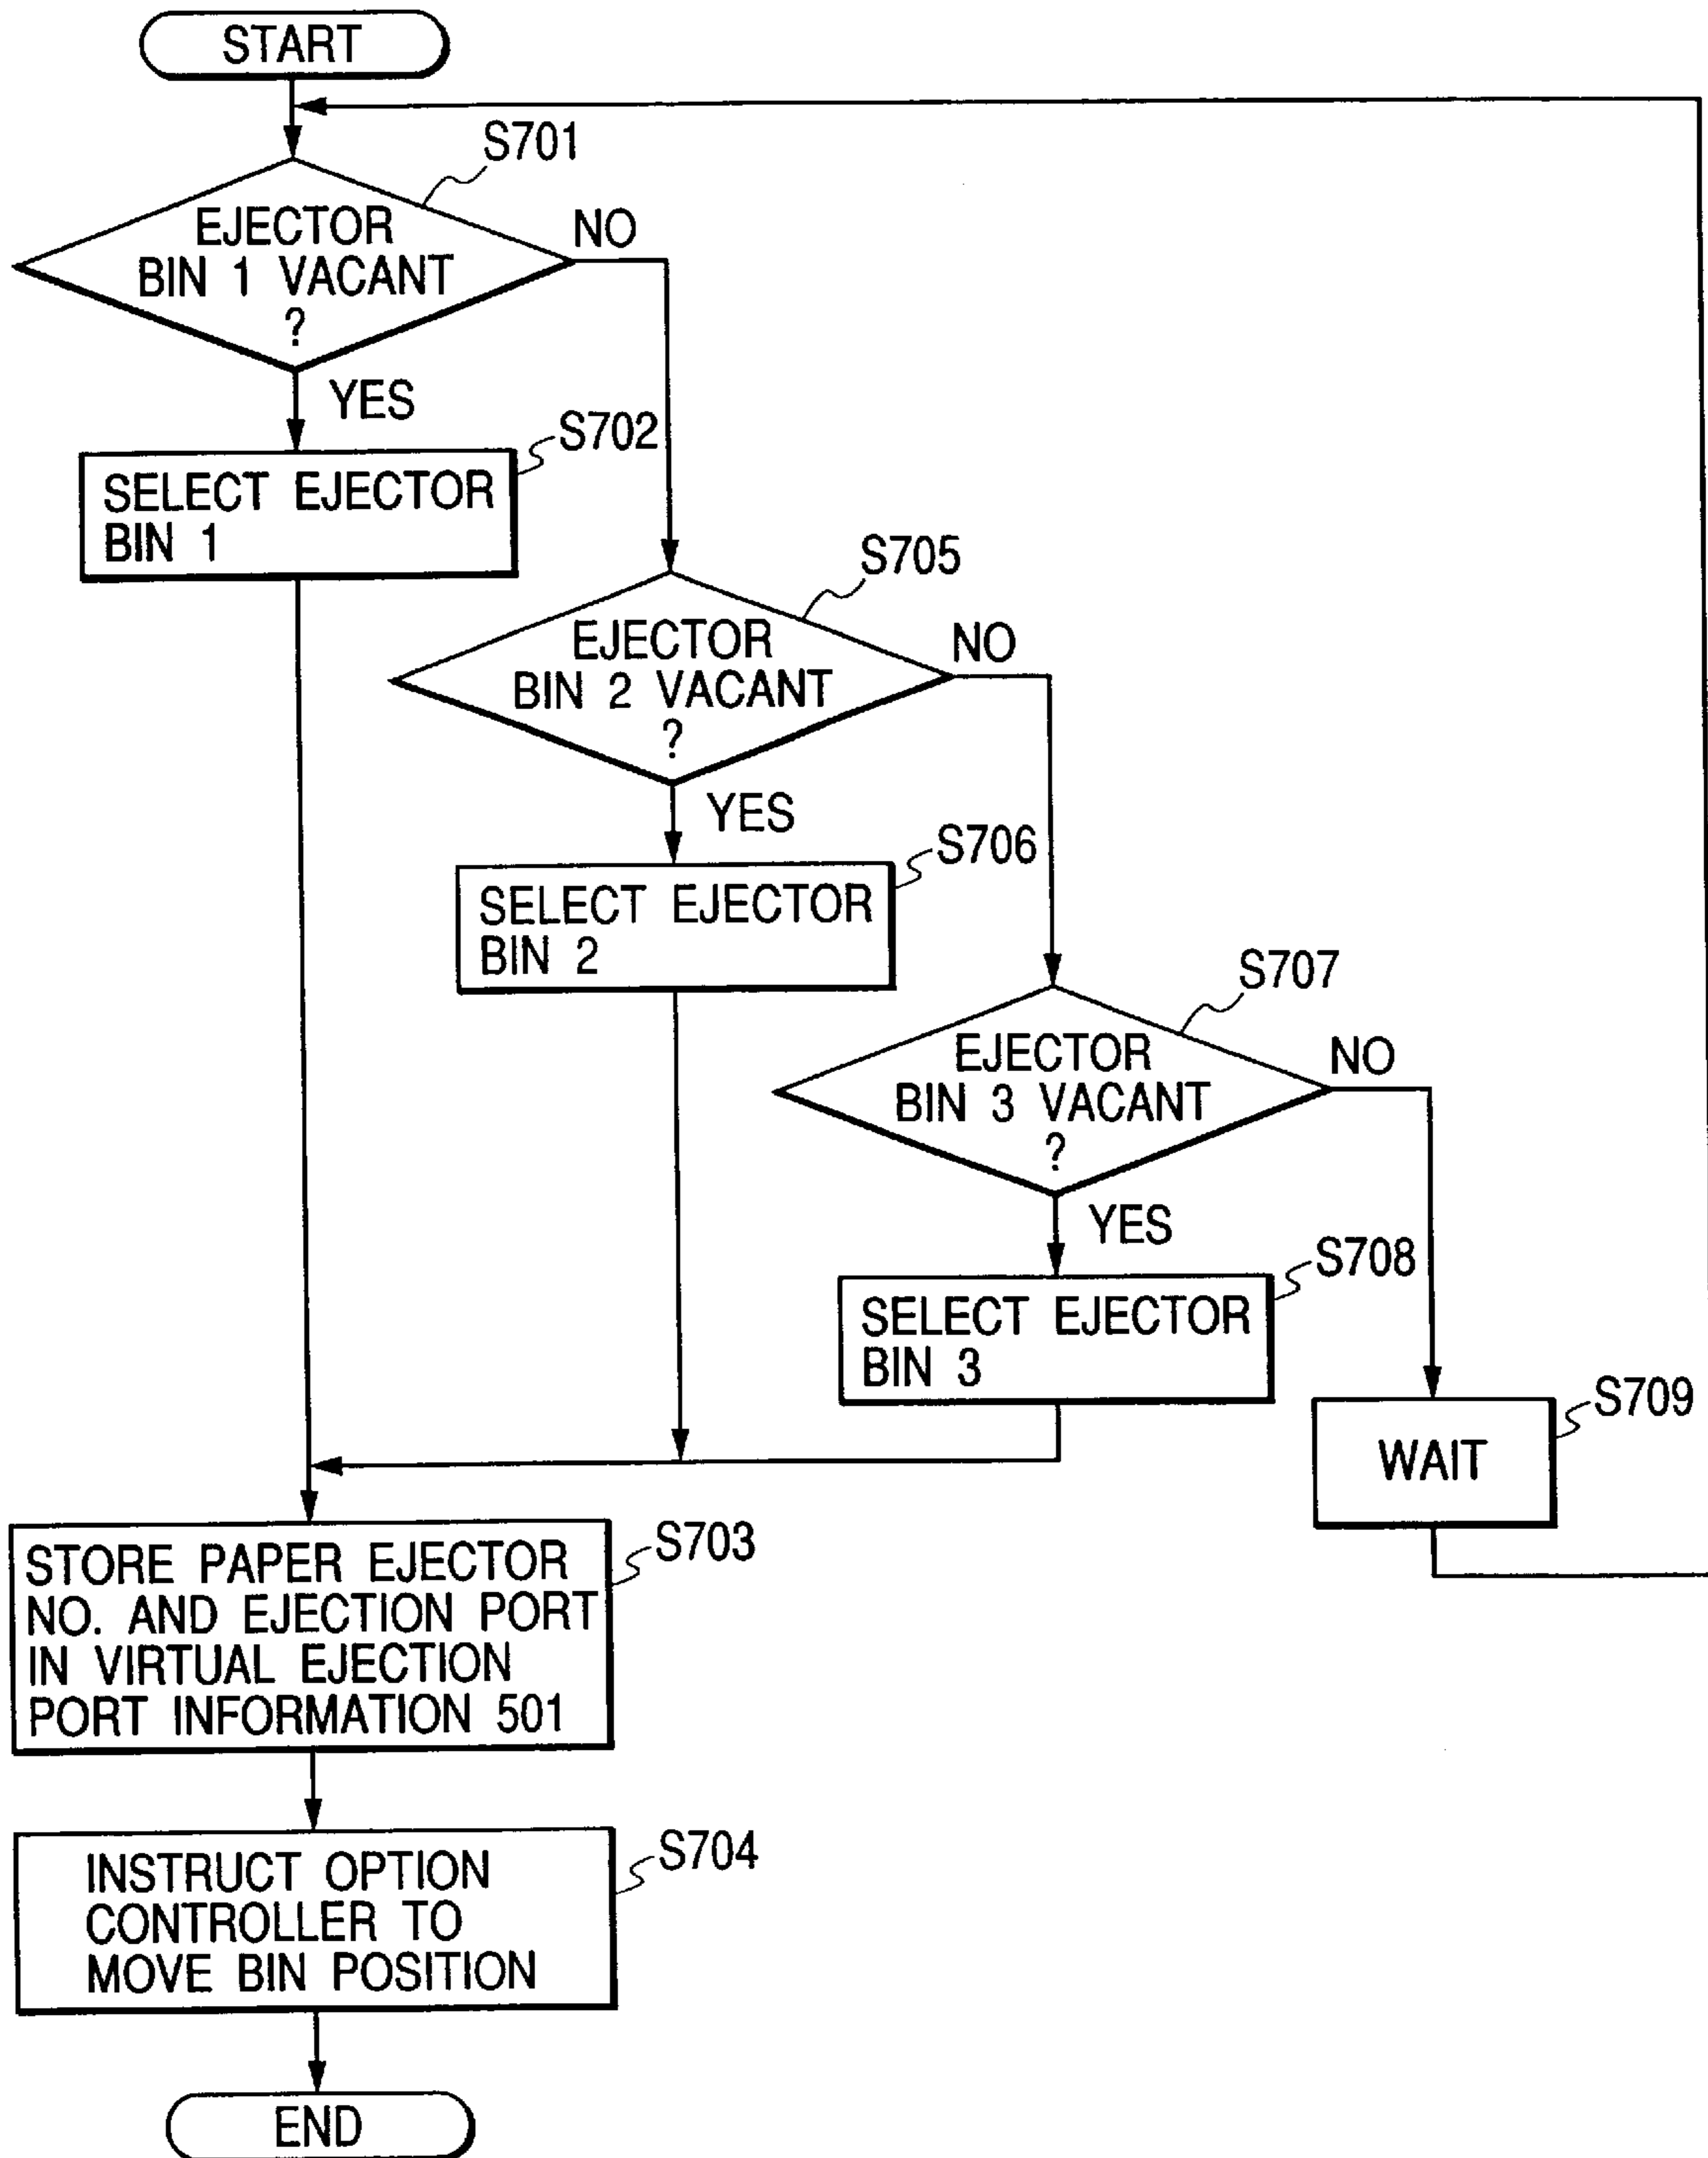 START
S701
EJECTOR
BIN 1 VACANT
?
NO
YES
S702
SELECT EJECTOR
BIN 1
S705
EJECTOR
BIN 2 VACANT
?
NO
YES
S706
SELECT EJECTOR
BIN 2
S707
EJECTOR
BIN 3 VACANT
?
NO
YES
S708
SELECT EJECTOR
BIN 3
S709
WAIT
S703
STORE PAPER EJECTOR
NO. AND EJECTION PORT
IN VIRTUAL EJECTION
PORT INFORMATION 501
S704
INSTRUCT OPTION
CONTROLLER TO
MOVE BIN POSITION
END